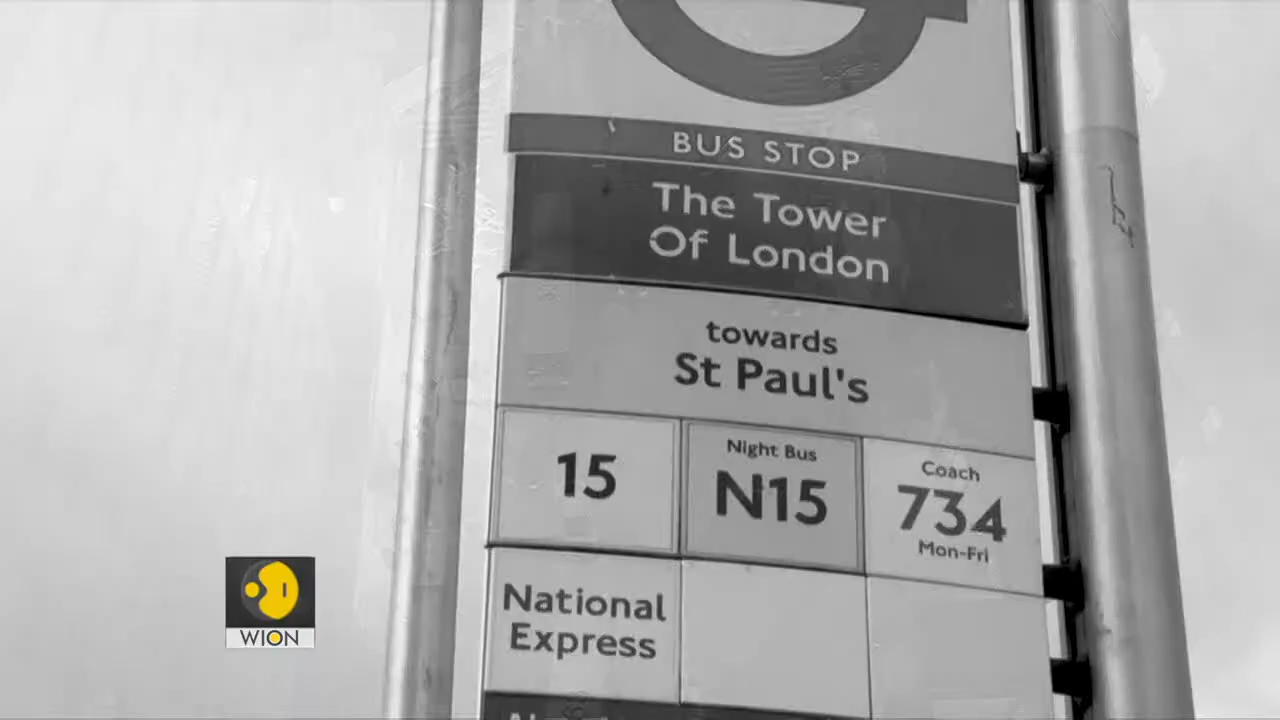 BUS STOP
The Tower
Of London
towards
St Paul's
15
Night Bus
N15
Coach
734
Mon-Fri
National
Express
WION